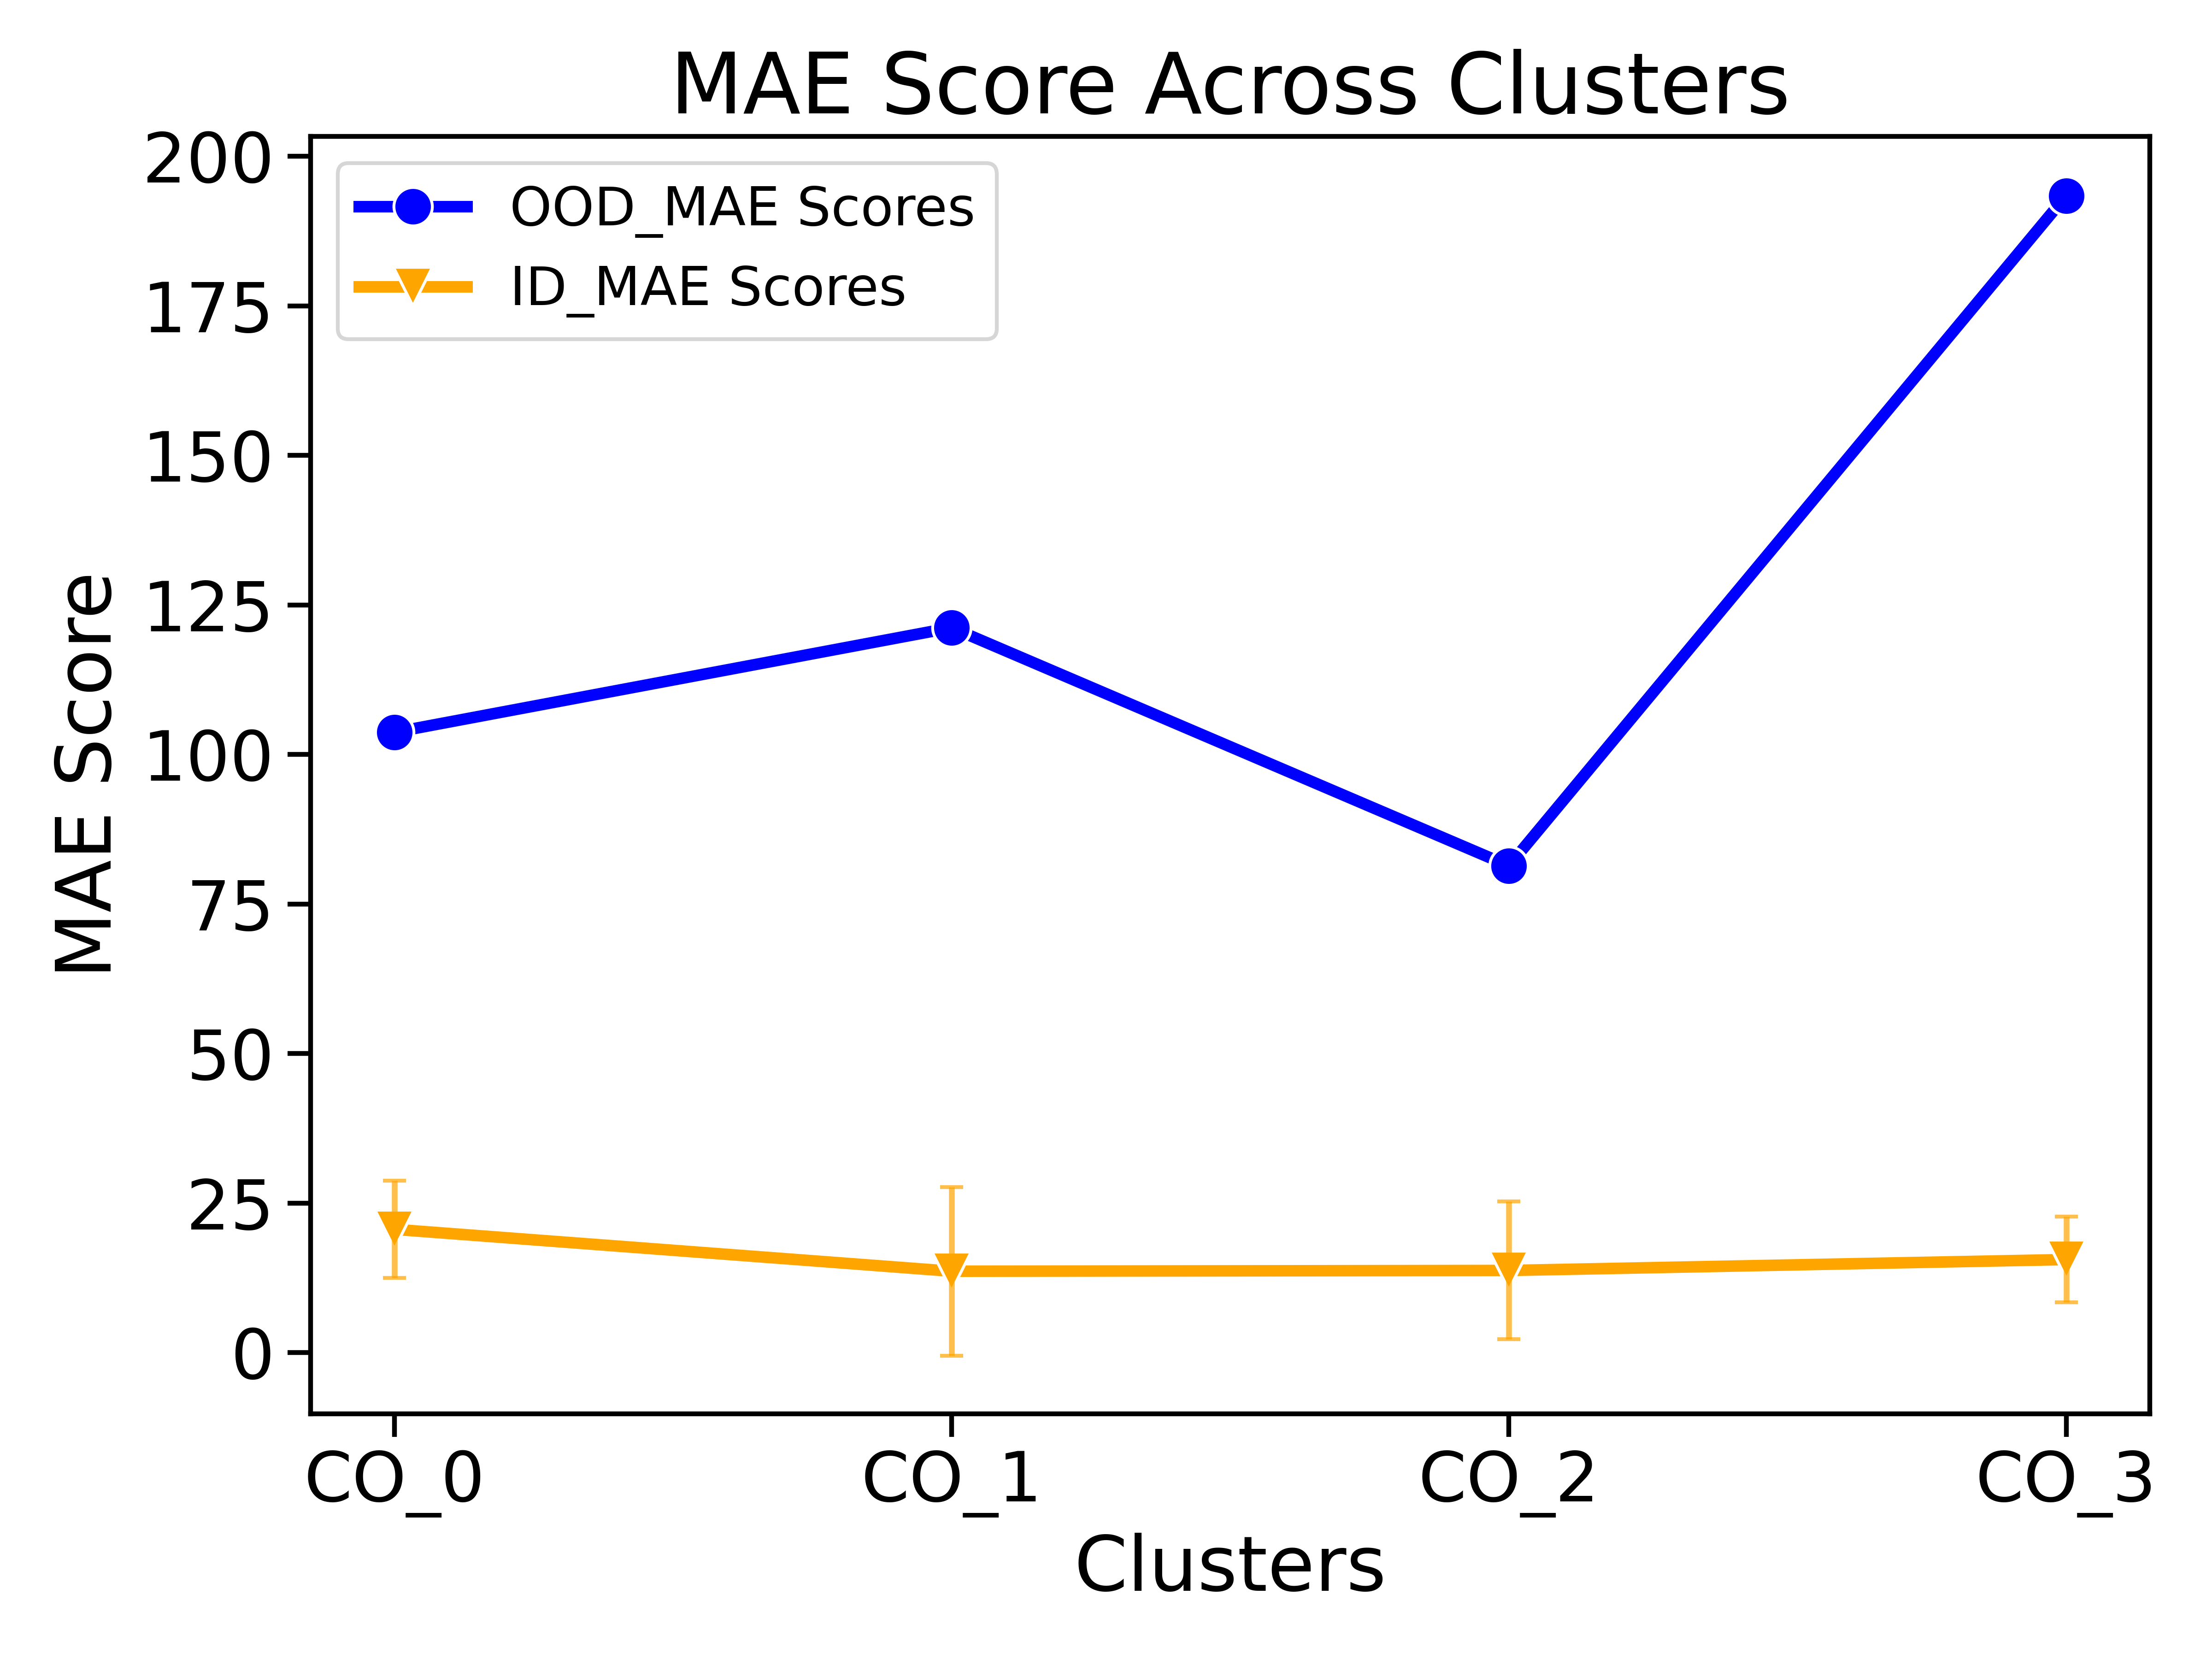 MAE Score Across Clusters
OOD_MAE Scores
ID_MAE Scores
MAE Score
200
175
150
125
100
75
50
25
0
CO_0 CO_1 CO_2 CO_3
Clusters